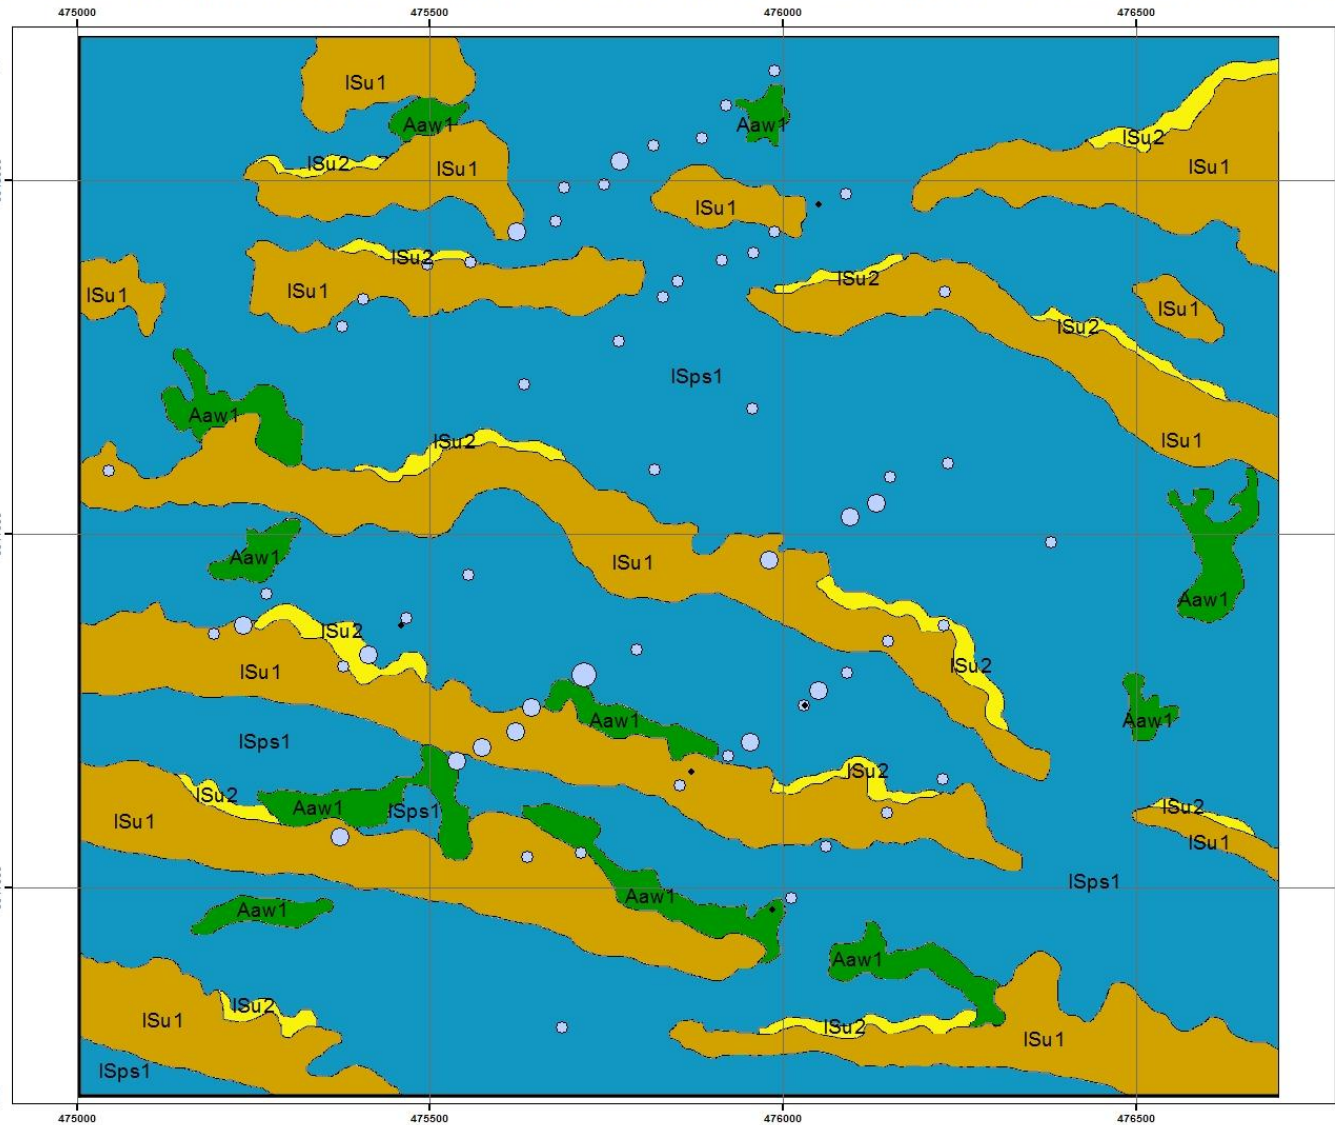 475000 475500 476000 476500
ISu1
Aaw1 Aaw1
ISu2 ISu1 ISu2 ISu1
ISu1
ISu2 ISu2
ISu1 ISu1 ISu1
ISu2
ISps1
Aaw1
ISu2 ISu1
Aaw1 ISu1
Aaw1
ISu2
ISu1 ISu2
Aaw1 Aaw1
ISps1
ISu2 ISu2
Aaw1 ISps1 ISu2
ISu1 ISu1
ISps1
Aaw1 Aaw1
Aaw1
ISu2
ISu1 ISu2 ISu1
ISps1
475000 475500 476000 476500